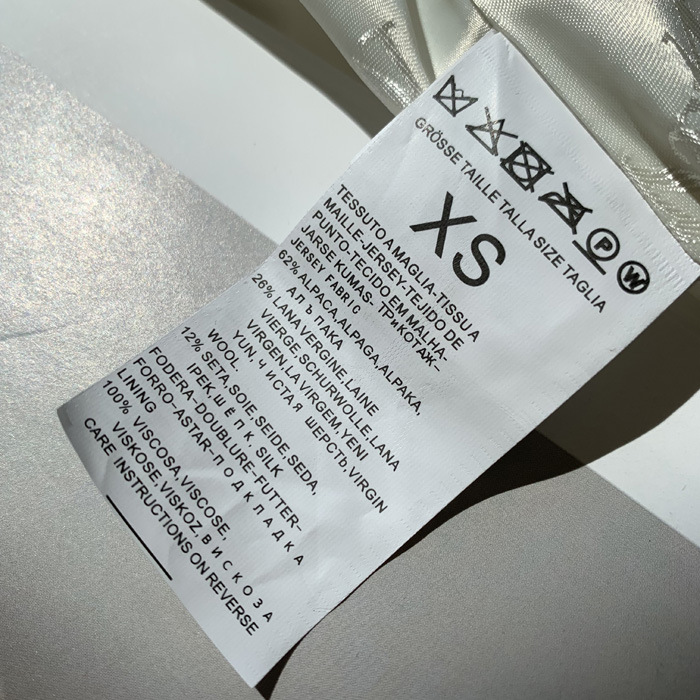 P W
GRÖSSE TAILLE TALLA SIZE TAGLIA
XS
TESSUTO A MAGLIA-TISSU A
MAILLE-JERSEY-TEJIDO DE
PUNTO-TECIDO EM MALHA-
JARSE KUMAS- ТРИКОТАЖ-
JERSEY FABRIC
62% ALPACA,ALPAGA,ALPAKA,
АЛЪПАКА
26% LANA VERGINE,LAINE
VIERGE,SCHURWOLLE,LANA
VIRGEN,LA VIRGEM,YENI
YUN, ЧИСТАЯ ШЕРСТЬ,VIRGIN
WOOL
12% SETA,SOIE,SEIDE,SEDA,
IPEK,ШЁПК, SILK
FODERA-DOUBLURE-FUTTER-
FORRO-ASTAR-ПОДКЛАДКА
LINING
100% VISCOSA,VISCOSE,
VISKOSE,VISKOZ,ВИСКОЗА
CARE INSTRUCTIONS ON REVERSE